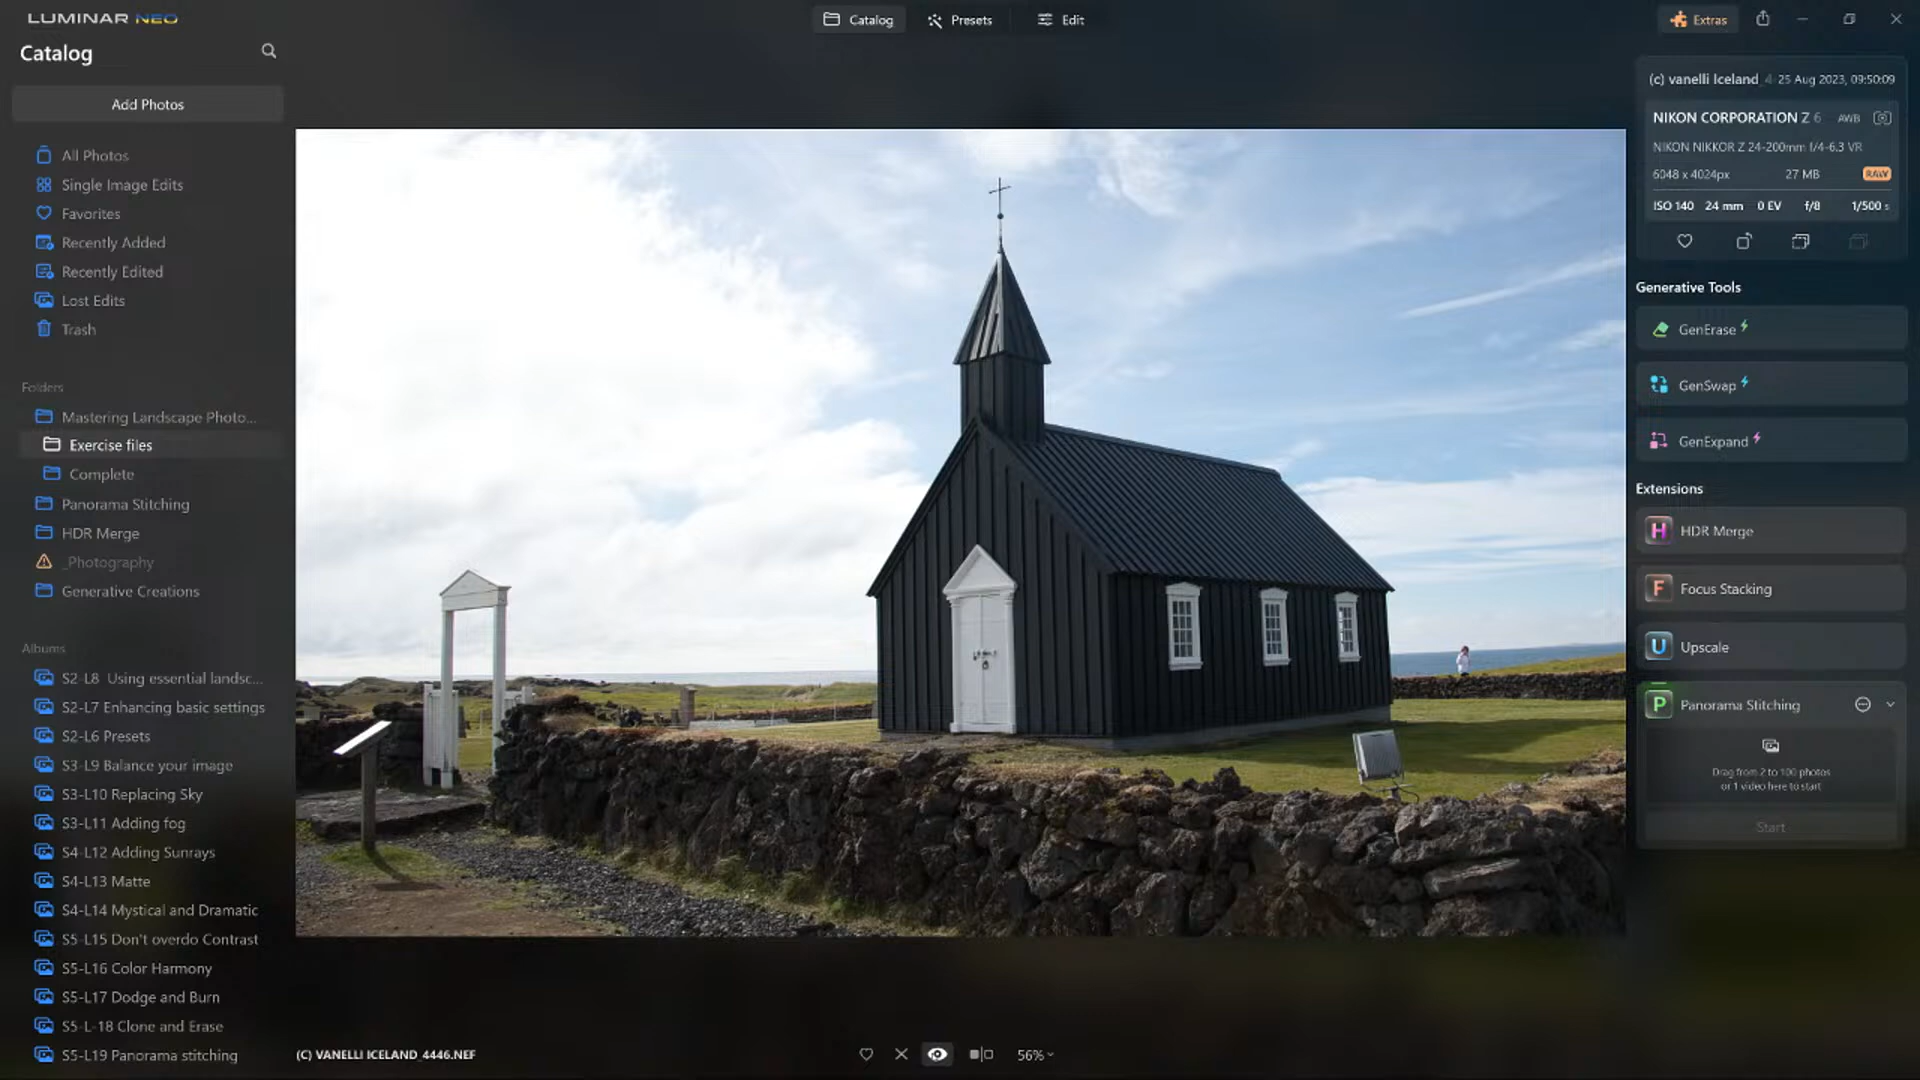 LUMINAR NEO
Catalog
Presets
Edit
Extras
Catalog
Add Photos
All Photos
Single Image Edits
Favorites
Recently Added
Recently Edited
Lost Edits
Trash
Folders
Mastering Landscape Photo...
Exercise files
Complete
Panorama Stitching
HDR Merge
_Photography
Generative Creations
Albums
S2-L8 Using essential landsc...
S2-L7 Enhancing basic settings
S2-L6 Presets
S3-L9 Balance your image
S3-L10 Replacing Sky
S3-L11 Adding fog
S4-L12 Adding Sunrays
S4-L13 Matte
S4-L14 Mystical and Dramatic
S5-L15 Don't overdo Contrast
S5-L16 Color Harmony
S5-L17 Dodge and Burn
S5-L-18 Clone and Erase
S5-L19 Panorama stitching
(C) VANELLI ICELAND_4446.NEF
56%
(c) vanelli Iceland_4 25 Aug 2023, 09:50:09
NIKON CORPORATION Z 6 AWB
NIKON NIKKOR Z 24-200mm f/4-6.3 VR
6048 x 4024px 27 MB RAW
ISO 140 24 mm 0 EV f/8 1/500 s
Generative Tools
GenErase
GenSwap
GenExpand
Extensions
H HDR Merge
F Focus Stacking
U Upscale
P Panorama Stitching
Drag from 2 to 100 photos
or 1 video here to start
Start